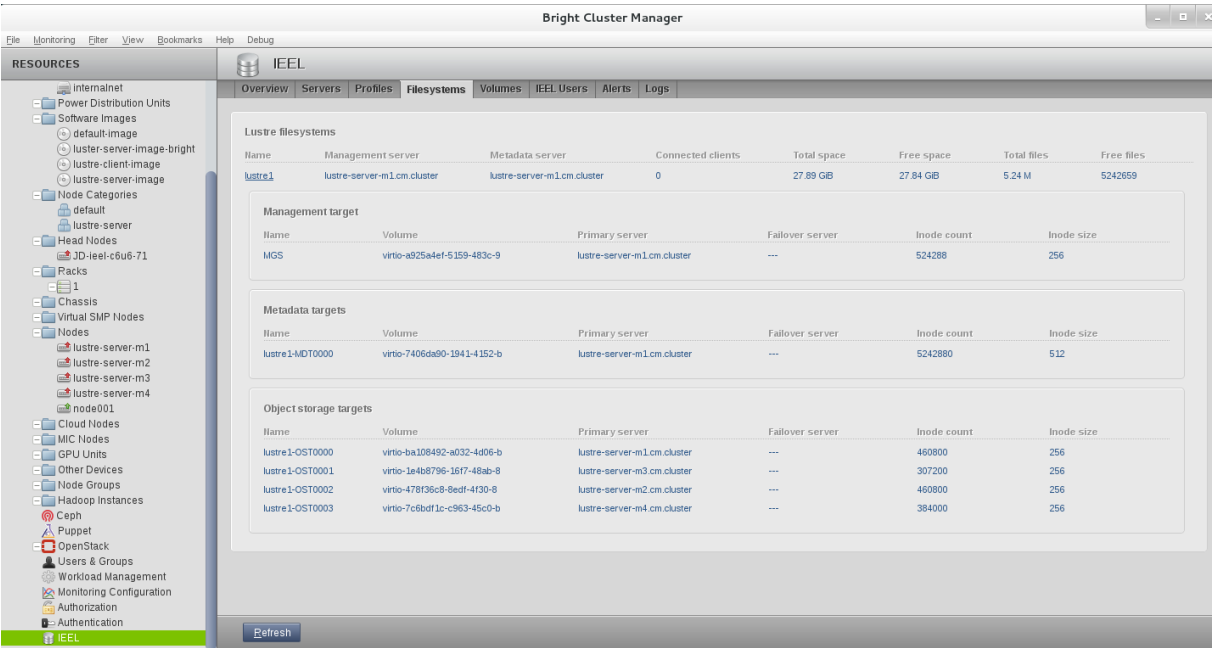 Bright Cluster Manager
File Monitoring Filter View Bookmarks Help Debug
RESOURCES
internalnet
Power Distribution Units
Software Images
default-image
luster-server-image-bright
lustre-client-image
lustre-server-image
Node Categories
default
lustre-server
Head Nodes
JD-ieel-c6u6-71
Racks
1
Chassis
Virtual SMP Nodes
Nodes
lustre-server-m1
lustre-server-m2
lustre-server-m3
lustre-server-m4
node001
Cloud Nodes
MIC Nodes
GPU Units
Other Devices
Node Groups
Hadoop Instances
Ceph
Puppet
OpenStack
Users & Groups
Workload Management
Monitoring Configuration
Authorization
Authentication
IEEL
IEEL
Overview Servers Profiles Filesystems Volumes IEEL Users Alerts Logs
Lustre filesystems
Name Management server Metadata server Connected clients Total space Free space Total files Free files
lustre1 lustre-server-m1.cm.cluster lustre-server-m1.cm.cluster 0 27.89 GiB 27.84 GiB 5.24 M 5242659
Management target
Name Volume Primary server Failover server Inode count Inode size
MGS virtio-a925a4ef-5159-483c-9 lustre-server-m1.cm.cluster --- 524288 256
Metadata targets
Name Volume Primary server Failover server Inode count Inode size
lustre1-MDT0000 virtio-7406da90-1941-4152-b lustre-server-m1.cm.cluster --- 5242880 512
Object storage targets
Name Volume Primary server Failover server Inode count Inode size
lustre1-OST0000 virtio-ba108492-a032-4d06-b lustre-server-m1.cm.cluster --- 460800 256
lustre1-OST0001 virtio-1e4b8796-16f7-48ab-8 lustre-server-m3.cm.cluster --- 307200 256
lustre1-OST0002 virtio-478f36c8-8edf-4f30-8 lustre-server-m2.cm.cluster --- 460800 256
lustre1-OST0003 virtio-7c6bdf1c-c963-45c0-b lustre-server-m4.cm.cluster --- 384000 256
Refresh